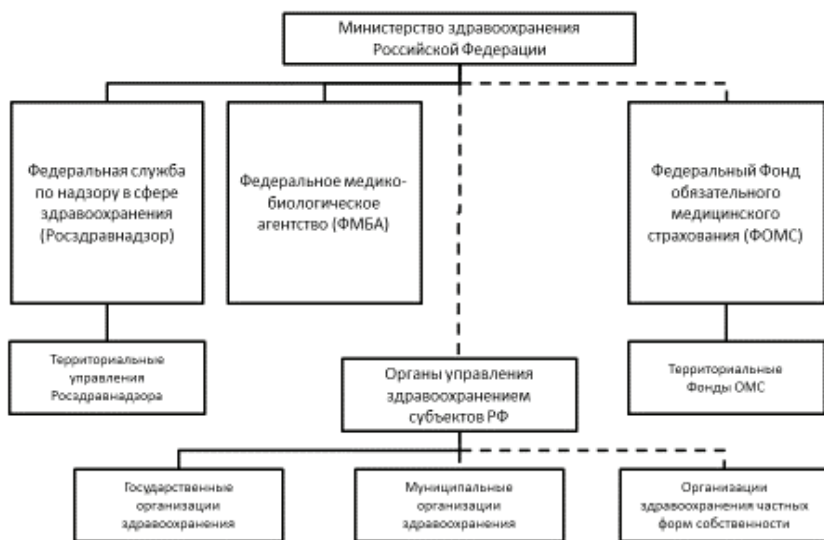 Министерство здравоохранения
Российской Федерации
Федеральная служба
по надзору в сфере
здравоохранения
(Росздравнадзор)
Федеральное медико-
биологическое
агентство (ФМБА)
Федеральный Фонд
обязательного
медицинского
страхования (ФОМС)
Территориальные
управления
Росздравнадзора
Органы управления
здравоохранением
субъектов РФ
Территориальные
Фонды ОМС
Государственные
организации
здравоохранения
Муниципальные
организации
здравоохранения
Организации
здравоохранения частных
форм собственности